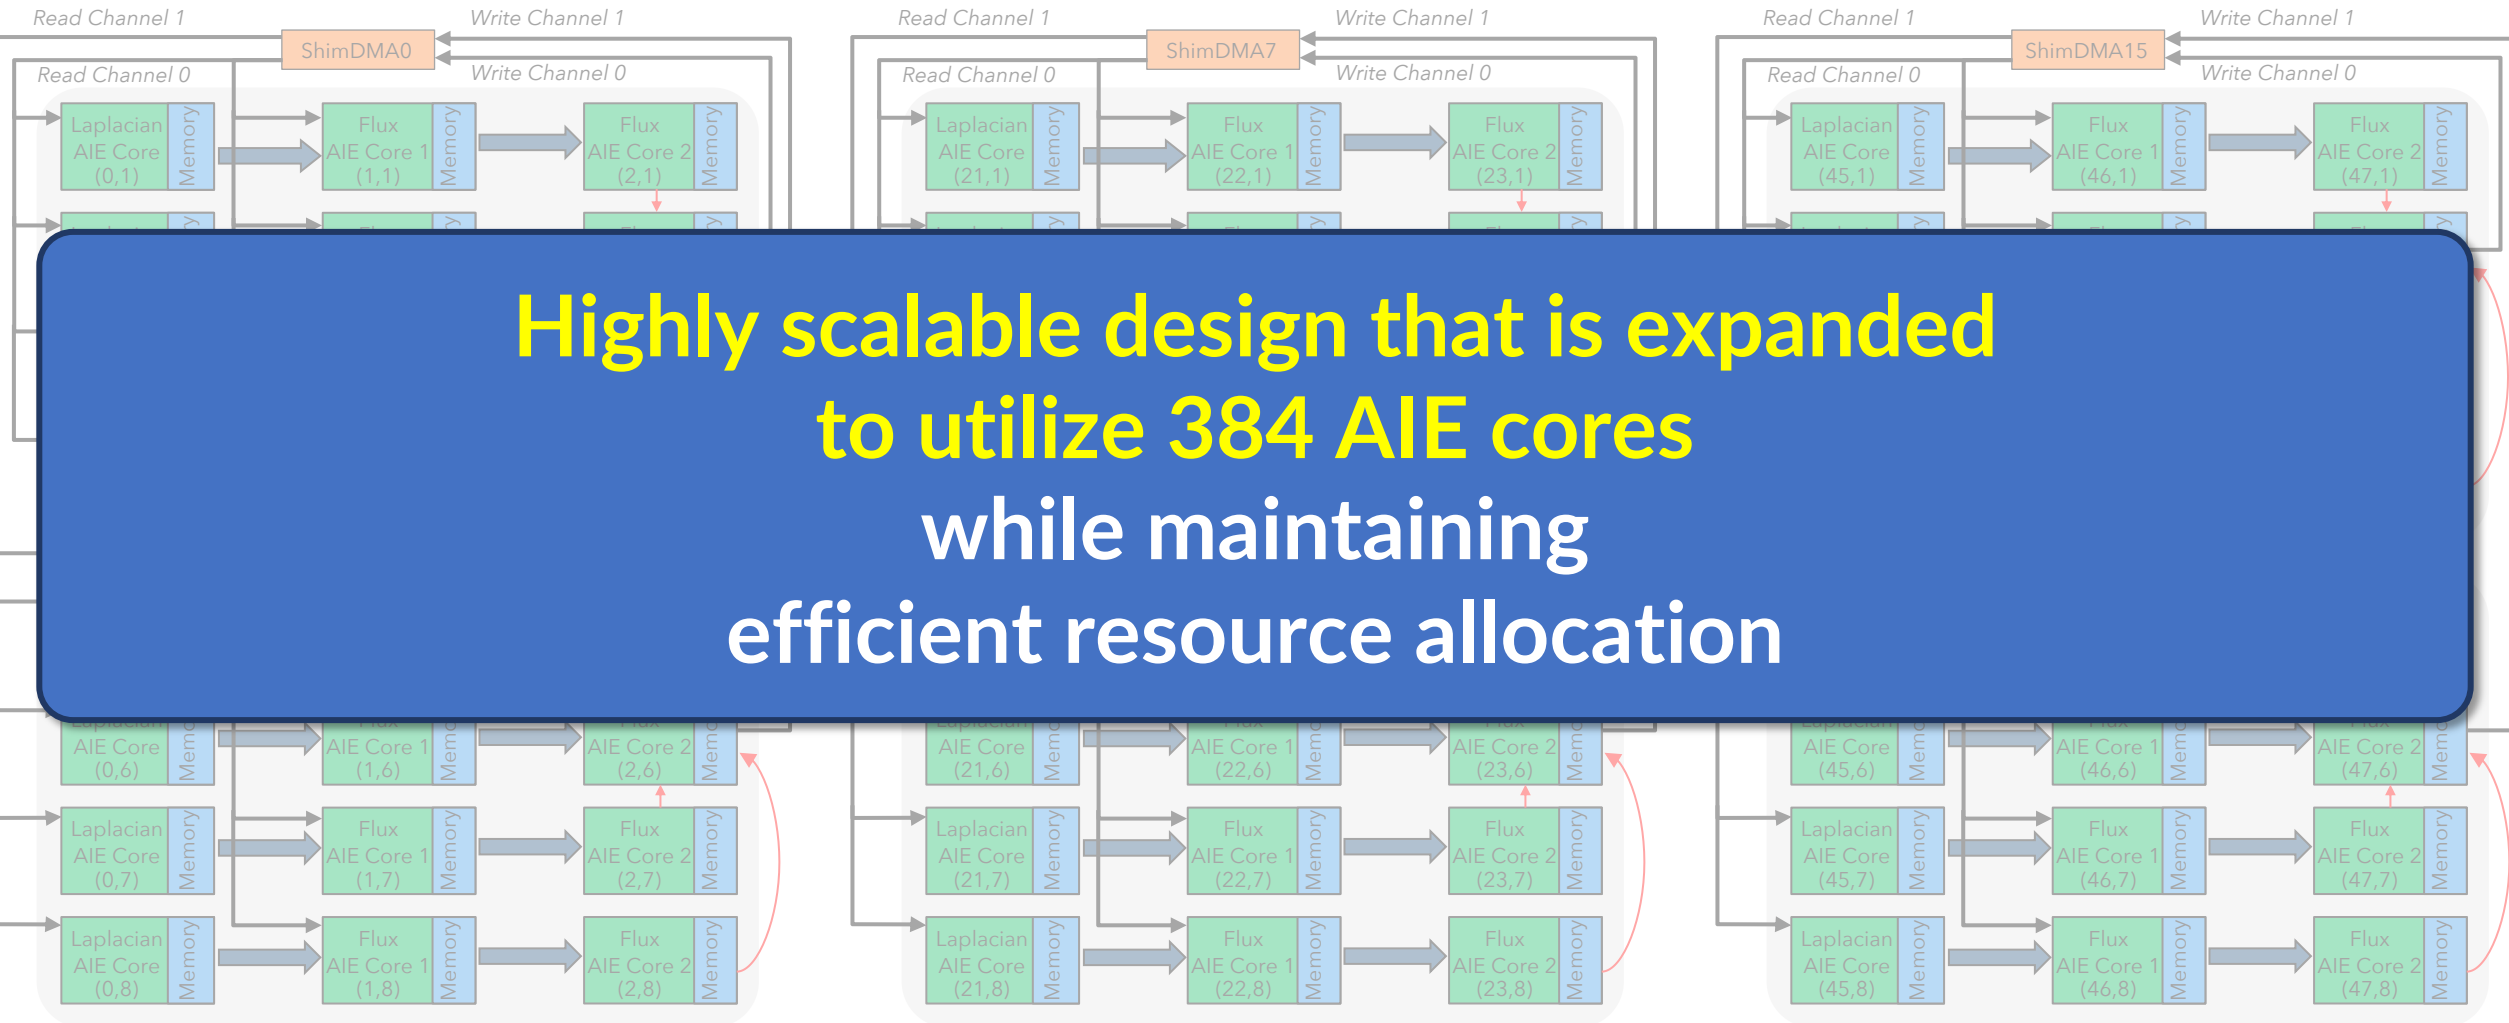 Read Channel 1
Write Channel 1
Read Channel 1
Write Channel 1
Read Channel 1
Write Channel 1
ShimDMA0
ShimDMA7
ShimDMA15
Read Channel 0
Write Channel 0
Read Channel 0
Write Channel 0
Read Channel 0
Write Channel 0
Laplacian
AIE Core
(0,1)
Memory
Flux
AIE Core 1
(1,1)
Memory
Flux
AIE Core 2
(2,1)
Memory
Laplacian
AIE Core
(21,1)
Memory
Flux
AIE Core 1
(22,1)
Memory
Flux
AIE Core 2
(23,1)
Memory
Laplacian
AIE Core
(45,1)
Memory
Flux
AIE Core 1
(46,1)
Memory
Flux
AIE Core 2
(47,1)
Memory
Highly scalable design that is expanded
to utilize 384 AIE cores
while maintaining
efficient resource allocation
AIE Core
(0,6)
AIE Core 1
(1,6)
AIE Core 2
(2,6)
AIE Core
(21,6)
AIE Core 1
(22,6)
AIE Core 2
(23,6)
AIE Core
(45,6)
AIE Core 1
(46,6)
AIE Core 2
(47,6)
Laplacian
AIE Core
(0,7)
Memory
Flux
AIE Core 1
(1,7)
Memory
Flux
AIE Core 2
(2,7)
Memory
Laplacian
AIE Core
(21,7)
Memory
Flux
AIE Core 1
(22,7)
Memory
Flux
AIE Core 2
(23,7)
Memory
Laplacian
AIE Core
(45,7)
Memory
Flux
AIE Core 1
(46,7)
Memory
Flux
AIE Core 2
(47,7)
Memory
Laplacian
AIE Core
(0,8)
Memory
Flux
AIE Core 1
(1,8)
Memory
Flux
AIE Core 2
(2,8)
Memory
Laplacian
AIE Core
(21,8)
Memory
Flux
AIE Core 1
(22,8)
Memory
Flux
AIE Core 2
(23,8)
Memory
Laplacian
AIE Core
(45,8)
Memory
Flux
AIE Core 1
(46,8)
Memory
Flux
AIE Core 2
(47,8)
Memory